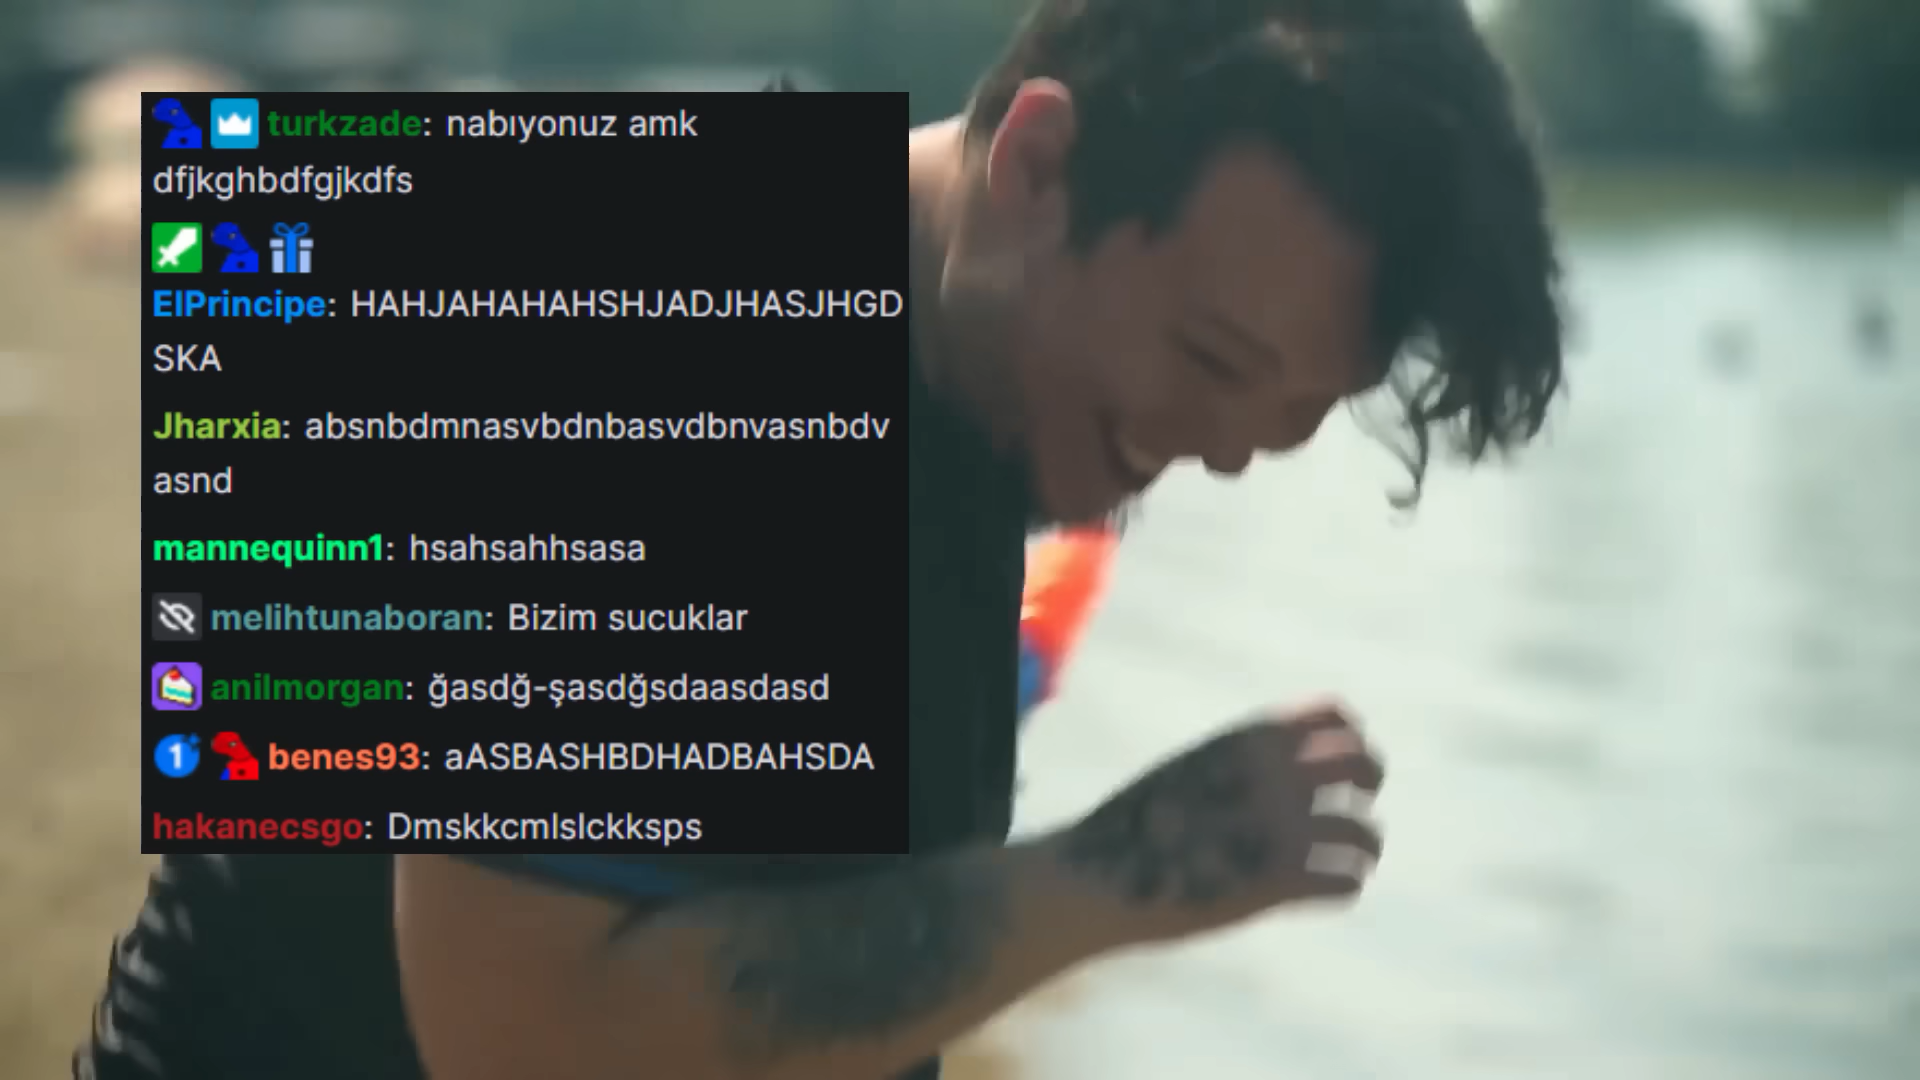 turkzade: nabıyonuz amk
dfjkghbdfgjkdfs
ElPrincipe: HAHJAHAHAHSHJADJHASJHGD
SKA
Jharxia: absnbdmnasvbdnbasvdbnvasnbdv
asnd
mannequinn1: hsahsahhsasa
melihtunaboran: Bizim sucuklar
anilmorgan: ğasdğ-şasdğsdaasdasd
1 benes93: aASBASHBDHADBAHSDA
hakanecsgo: Dmskkcmlslckksps